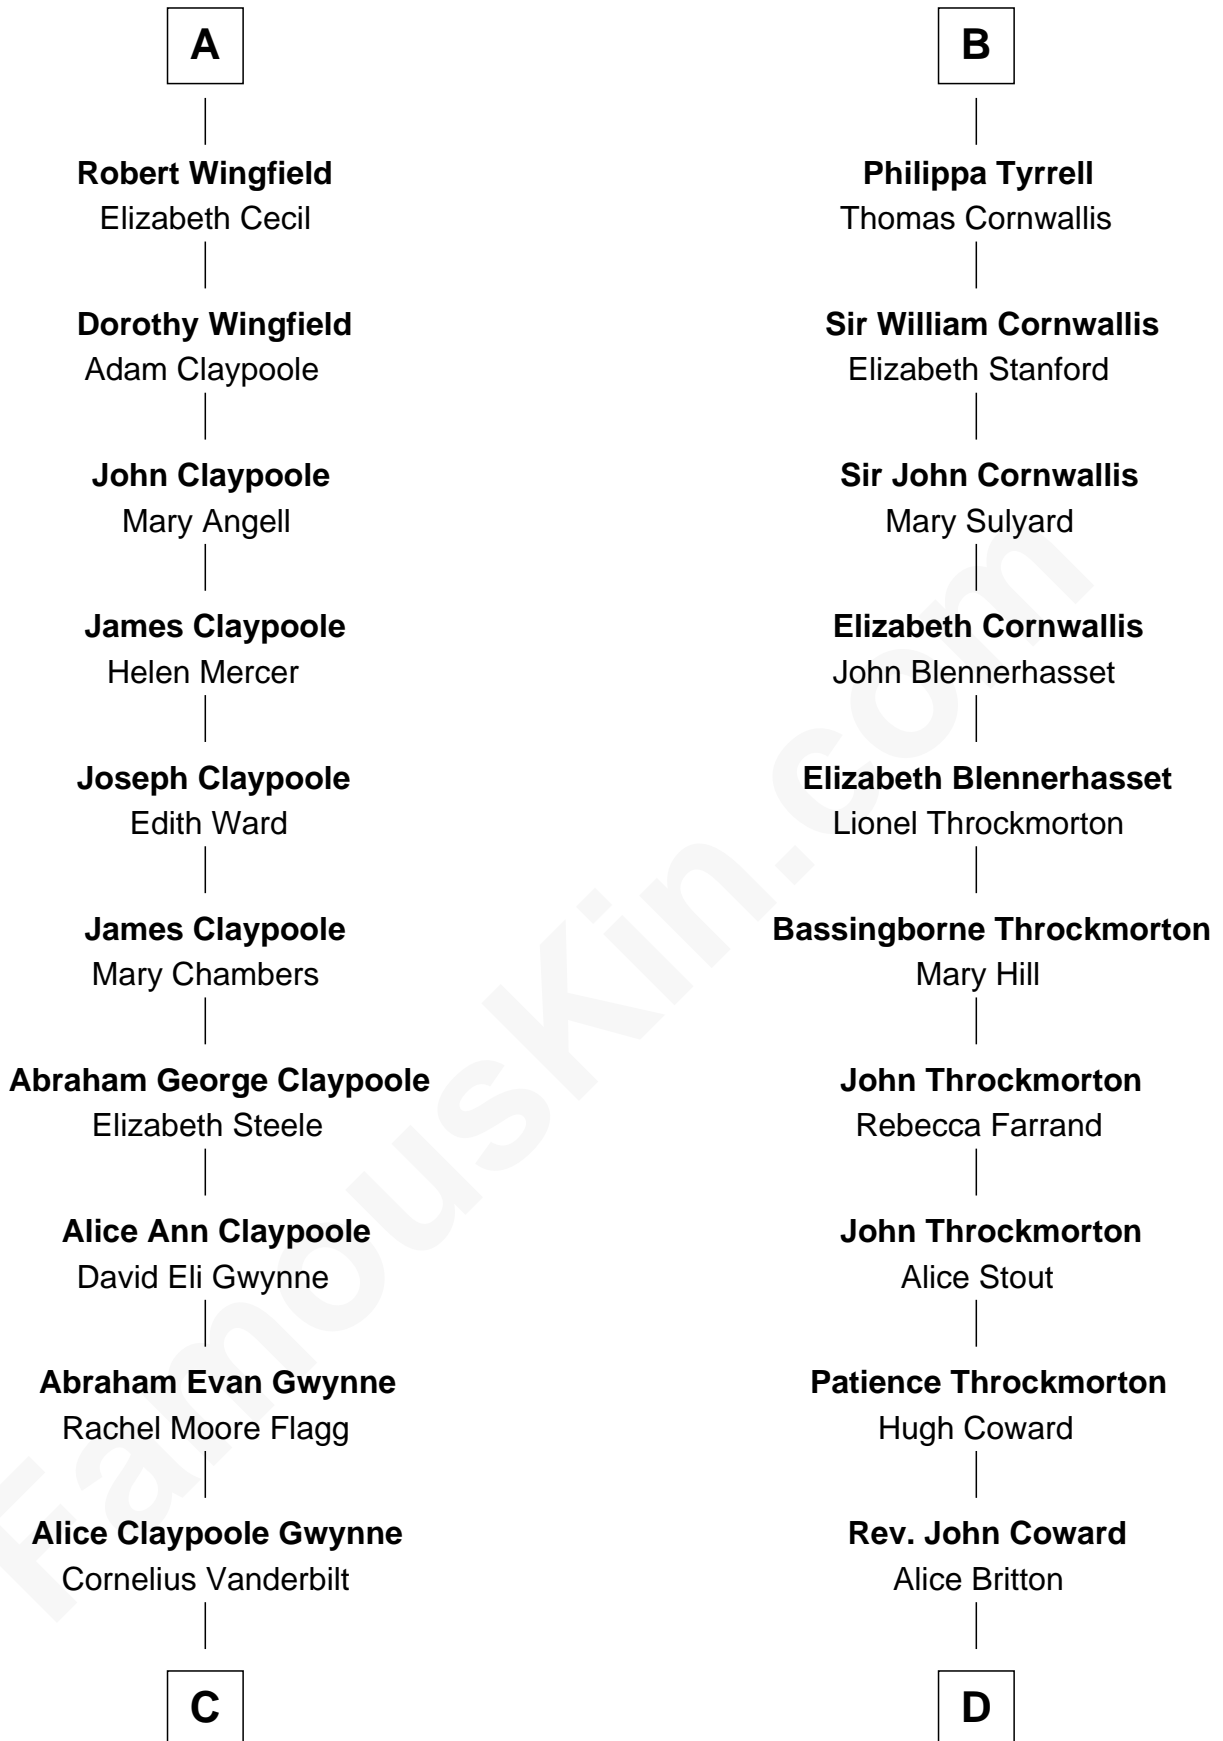 A
Robert Wingfield
Elizabeth Cecil
Dorothy Wingfield
Adam Claypoole
John Claypoole
Mary Angell
James Claypoole
Helen Mercer
Joseph Claypoole
Edith Ward
James Claypoole
Mary Chambers
Abraham George Claypoole
Elizabeth Steele
Alice Ann Claypoole
David Eli Gwynne
Abraham Evan Gwynne
Rachel Moore Flagg
Alice Claypoole Gwynne
Cornelius Vanderbilt
C
B
Philippa Tyrrell
Thomas Cornwallis
Sir William Cornwallis
Elizabeth Stanford
Sir John Cornwallis
Mary Sulyard
Elizabeth Cornwallis
John Blennerhasset
Elizabeth Blennerhasset
Lionel Throckmorton
Bassingborne Throckmorton
Mary Hill
John Throckmorton
Rebecca Farrand
John Throckmorton
Alice Stout
Patience Throckmorton
Hugh Coward
Rev. John Coward
Alice Britton
D
FamousKin.com